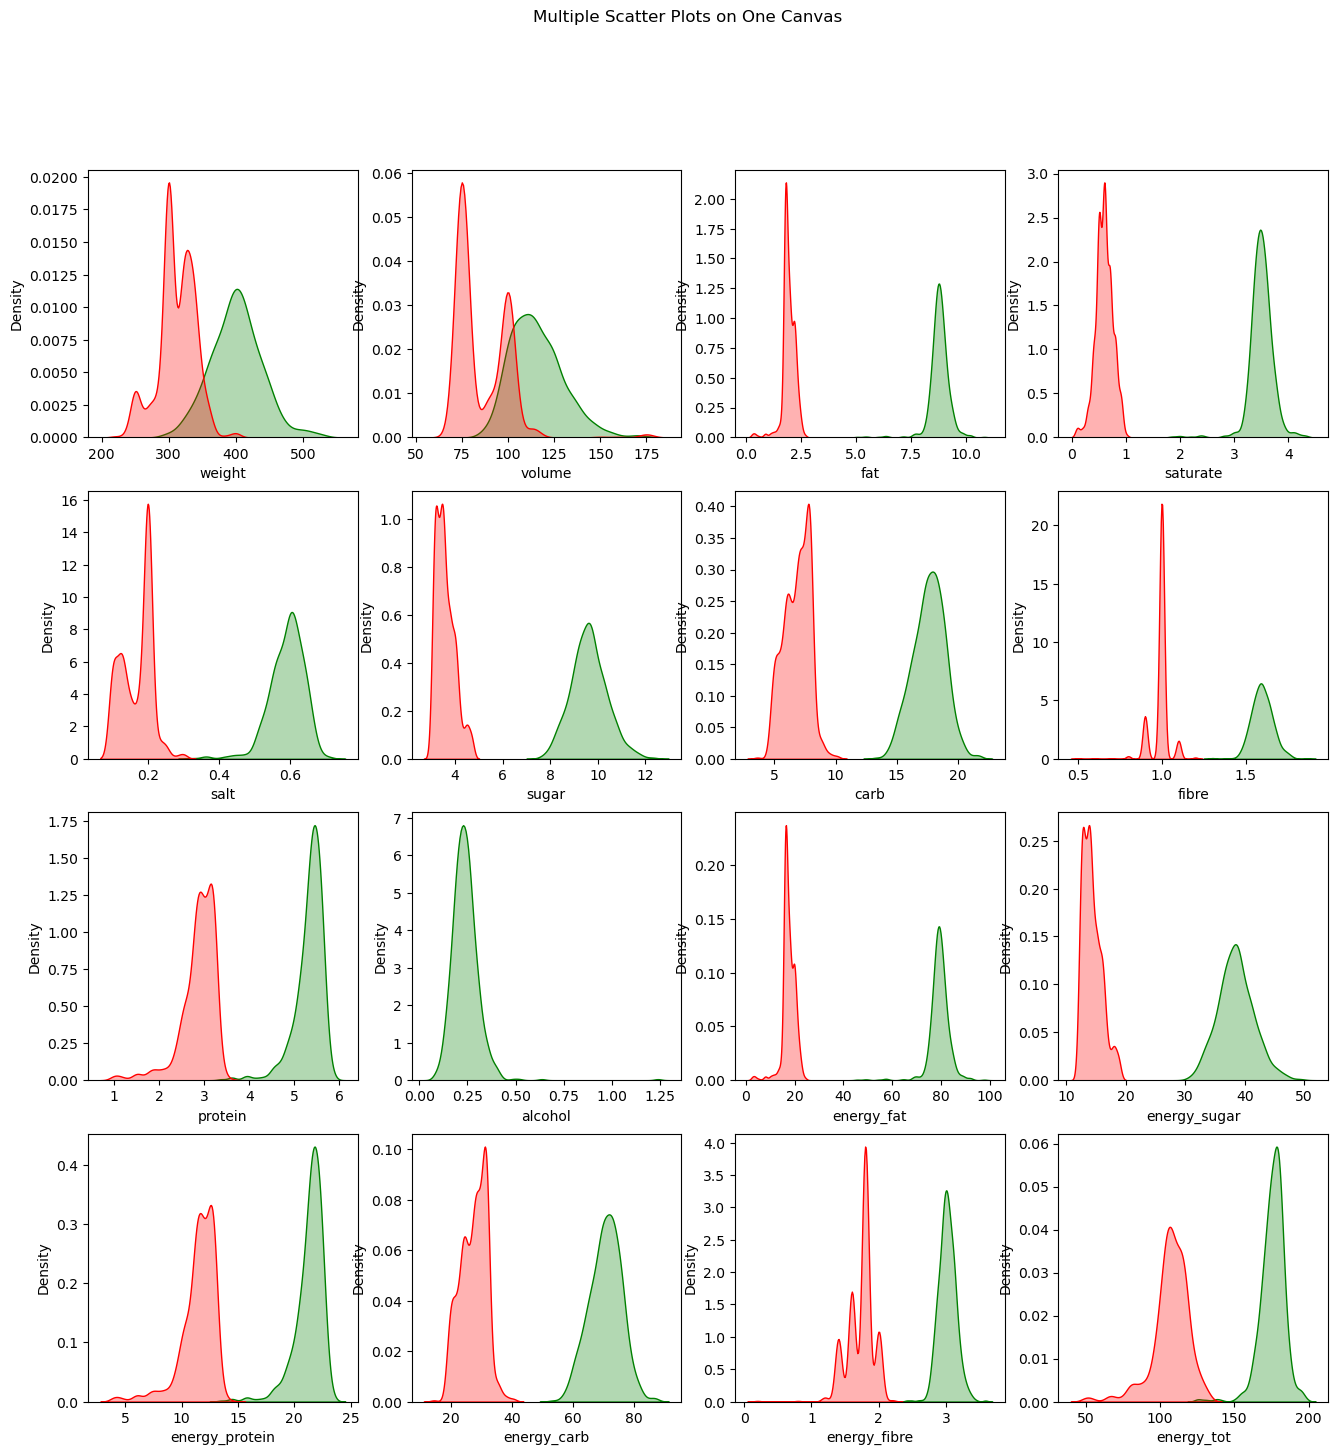 Multiple Scatter Plots on One Canvas
0.0200
0.0175
0.0150
0.0125
0.0100
0.0075
0.0050
0.0025
0.0000
Density
200 300 400 500
weight
0.06
0.05
0.04
0.03
0.02
0.01
0.00
Density
50 75 100 125 150 175
volume
2.00
1.75
1.50
1.25
1.00
0.75
0.50
0.25
0.00
Density
0.0 2.5 5.0 7.5 10.0
fat
3.0
2.5
2.0
1.5
1.0
0.5
0.0
Density
0 1 2 3 4
saturate
16
14
12
10
8
6
4
2
0
Density
0.2 0.4 0.6
salt
1.0
0.8
0.6
0.4
0.2
0.0
Density
4 6 8 10 12
sugar
0.40
0.35
0.30
0.25
0.20
0.15
0.10
0.05
0.00
Density
5 10 15 20
carb
20
15
10
5
0
Density
0.5 1.0 1.5
fibre
1.75
1.50
1.25
1.00
0.75
0.50
0.25
0.00
Density
1 2 3 4 5 6
protein
7
6
5
4
3
2
1
0
Density
0.00 0.25 0.50 0.75 1.00 1.25
alcohol
0.20
0.15
0.10
0.05
0.00
Density
0 20 40 60 80 100
energy_fat
0.25
0.20
0.15
0.10
0.05
0.00
Density
10 20 30 40 50
energy_sugar
0.4
0.3
0.2
0.1
0.0
Density
5 10 15 20 25
energy_protein
0.10
0.08
0.06
0.04
0.02
0.00
Density
20 40 60 80
energy_carb
4.0
3.5
3.0
2.5
2.0
1.5
1.0
0.5
0.0
Density
0 1 2 3
energy_fibre
0.06
0.05
0.04
0.03
0.02
0.01
0.00
Density
50 100 150 200
energy_tot